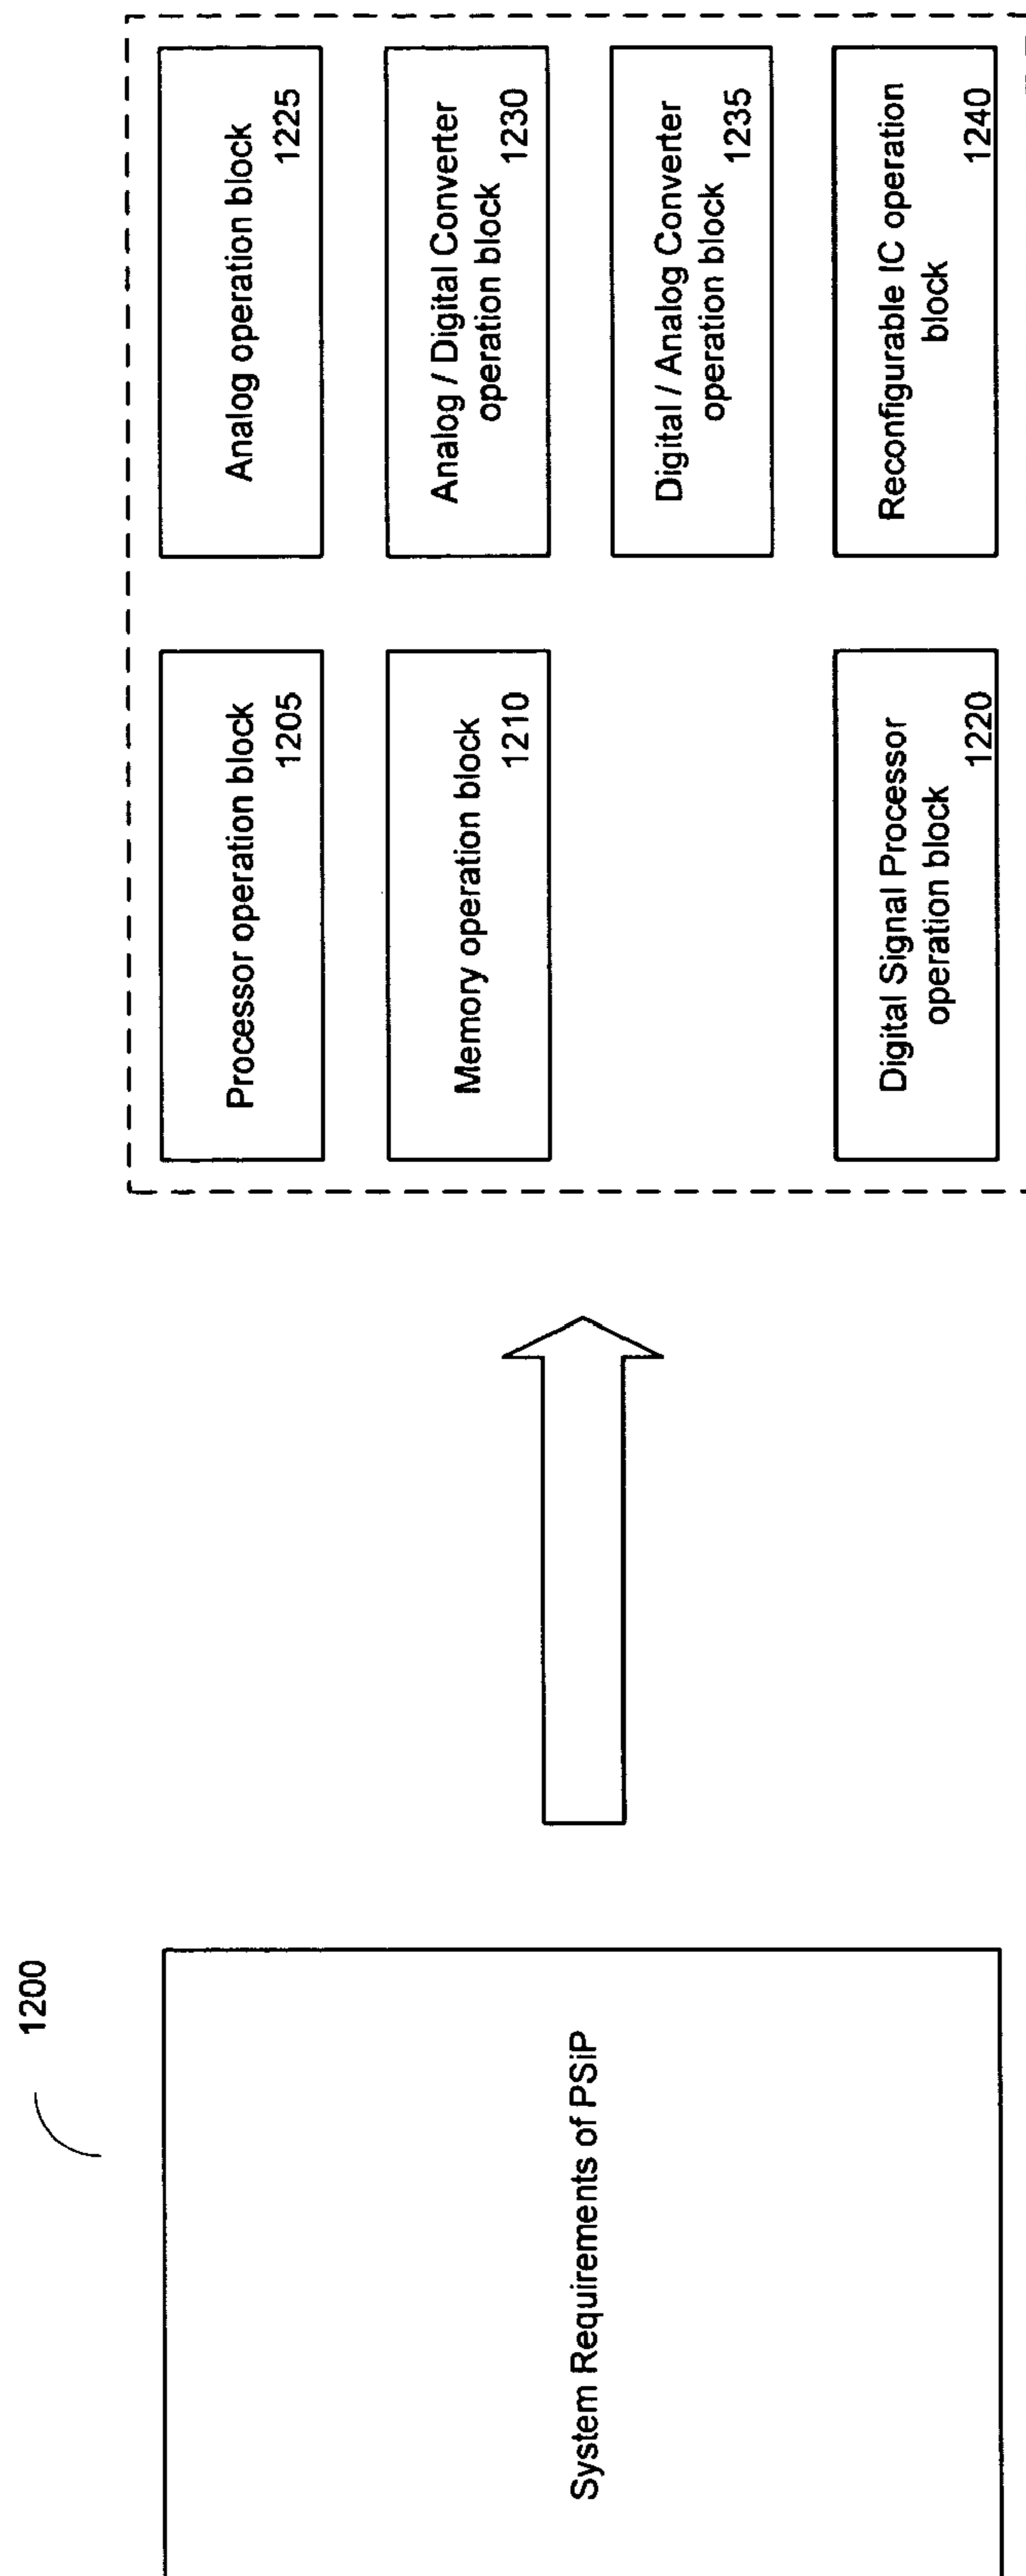 1200
System Requirements of PSiP
Processor operation block
1205
Memory operation block
1210
Digital Signal Processor
operation block
1220
Analog operation block
1225
Analog / Digital Converter
operation block
1230
Digital / Analog Converter
operation block
1235
Reconfigurable IC operation
block
1240